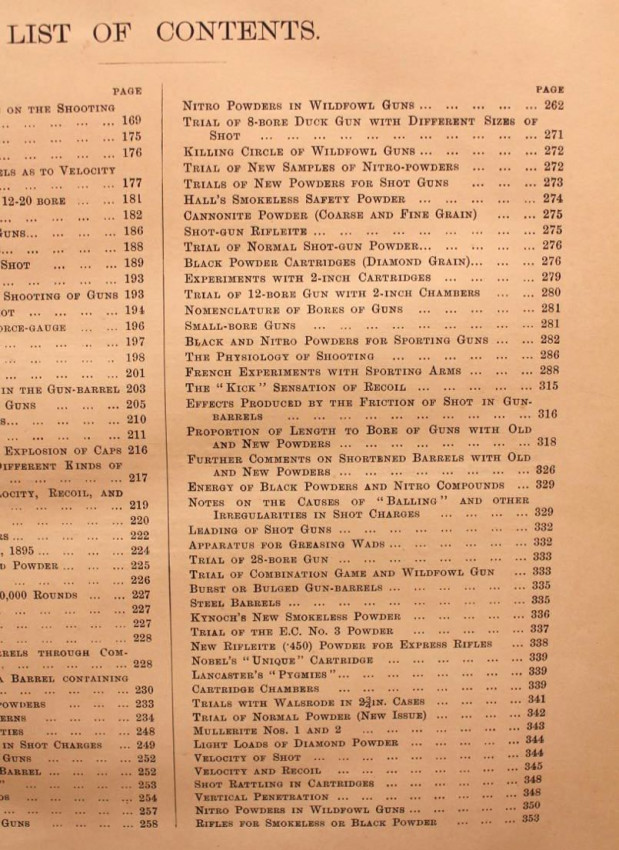 LIST OF CONTENTS.
PAGE
ON THE SHOOTING
... ... ... ... 169
... ... ... ... 175
... ... ... ... 176
AS TO VELOCITY
... ... ... ... 177
12-20 BORE ... ... 181
... ... ... ... 182
... ... ... 186
... ... ... ... 188
SHOT ... ... ... 189
... ... ... ... 193
SHOOTING OF GUNS 193
... ... ... ... 194
... ... 196
... ... ... ... 197
... ... ... ... 198
... ... ... ... 201
IN THE GUN-BARREL 203
GUNS ... ... ... 205
... ... ... ... 210
... ... ... ... 211
EXPLOSION OF CAPS 216
KINDS OF
... ... ... ... 217
RECOIL, AND
... ... ... ... 219
... ... ... ... 220
... ... ... ... 222
, 1895 ... ... ... ... 224
POWDER ... ... ... 225
... ... ... ... 226
0,000 ROUNDS ... ... 227
... ... ... ... 227
... ... ... ... 227
... ... ... ... 228
THROUGH COM-
... ... ... ... 228
A BARREL CONTAINING
... ... ... ... 230
... ... ... 233
... ... ... 234
... ... ... 248
IN SHOT CHARGES ... 249
GUNS ... ... ... 252
BARREL ... ... ... ... 252
" ... ... ... ... 253
... ... ... ... 254
... ... ... ... 257
GUNS ... ... ... ... 258
PAGE
NITRO POWDERS IN WILDFOWL GUNS ... ... ... ... ... 262
TRIAL OF 8-BORE DUCK GUN WITH DIFFERENT SIZES OF
SHOT ... ... ... ... ... ... ... ... ... ... 271
KILLING CIRCLE OF WILDFOWL GUNS ... ... ... ... ... 272
TRIAL OF NEW SAMPLES OF NITRO-POWDERS ... ... ... 272
TRIALS OF NEW POWDERS FOR SHOT GUNS ... ... ... 273
HALL'S SMOKELESS SAFETY POWDER ... ... ... ... ... 274
CANNONITE POWDER (COARSE AND FINE GRAIN) ... ... 275
SHOT-GUN RIFLEITE ... ... ... ... ... ... ... ... 275
TRIAL OF NORMAL SHOT-GUN POWDER... ... ... ... ... 276
BLACK POWDER CARTRIDGES (DIAMOND GRAIN)... ... ... 276
EXPERIMENTS WITH 2-INCH CARTRIDGES ... ... ... ... 279
TRIAL OF 12-BORE GUN WITH 2-INCH CHAMBERS ... ... 280
NOMENCLATURE OF BORES OF GUNS ... ... ... ... ... 281
SMALL-BORE GUNS ... ... ... ... ... ... ... ... ... 281
BLACK AND NITRO POWDERS FOR SPORTING GUNS ... ... 282
THE PHYSIOLOGY OF SHOOTING ... ... ... ... ... ... 286
FRENCH EXPERIMENTS WITH SPORTING ARMS ... ... ... 288
THE "KICK" SENSATION OF RECOIL ... ... ... ... ... 315
EFFECTS PRODUCED BY THE FRICTION OF SHOT IN GUN-
BARRELS ... ... ... ... ... ... ... ... ... ... 316
PROPORTION OF LENGTH TO BORE OF GUNS WITH OLD
AND NEW POWDERS ... ... ... ... ... ... ... ... 318
FURTHER COMMENTS ON SHORTENED BARRELS WITH OLD
AND NEW POWDERS ... ... ... ... ... ... ... ... 326
ENERGY OF BLACK POWDERS AND NITRO COMPOUNDS ... 329
NOTES ON THE CAUSES OF "BALLING" AND OTHER
IRREGULARITIES IN SHOT CHARGES ... ... ... ... 329
LEADING OF SHOT GUNS ... ... ... ... ... ... ... ... 332
APPARATUS FOR GREASING WADS ... ... ... ... ... ... 332
TRIAL OF 28-BORE GUN ... ... ... ... ... ... ... ... 333
TRIAL OF COMBINATION GAME AND WILDFOWL GUN ... 333
BURST OR BULGED GUN-BARRELS ... ... ... ... ... ... 335
STEEL BARRELS ... ... ... ... ... ... ... ... ... ... 335
KYNOCH'S NEW SMOKELESS POWDER ... ... ... ... ... 336
TRIAL OF THE E.C. NO. 3 POWDER ... ... ... ... ... 337
NEW RIFLEITE (·450) POWDER FOR EXPRESS RIFLES ... 338
NOBEL'S "UNIQUE" CARTRIDGE ... ... ... ... ... ... 339
LANCASTER'S "PYGMIES"... ... ... ... ... ... ... ... 339
CARTRIDGE CHAMBERS ... ... ... ... ... ... ... ... 339
TRIALS WITH WALSRODE IN 2¾IN. CASES ... ... ... ... 341
TRIAL OF NORMAL POWDER (NEW ISSUE) ... ... ... ... 342
MULLERITE NOS. 1 AND 2 ... ... ... ... ... ... ... 343
LIGHT LOADS OF DIAMOND POWDER ... ... ... ... ... 344
VELOCITY OF SHOT ... ... ... ... ... ... ... ... ... 344
VELOCITY AND RECOIL ... ... ... ... ... ... ... ... 345
SHOT RATTLING IN CARTRIDGES ... ... ... ... ... ... 348
VERTICAL PENETRATION ... ... ... ... ... ... ... ... 348
NITRO POWDERS IN WILDFOWL GUNS... ... ... ... ... 350
RIFLES FOR SMOKELESS OR BLACK POWDER ... ... ... 353